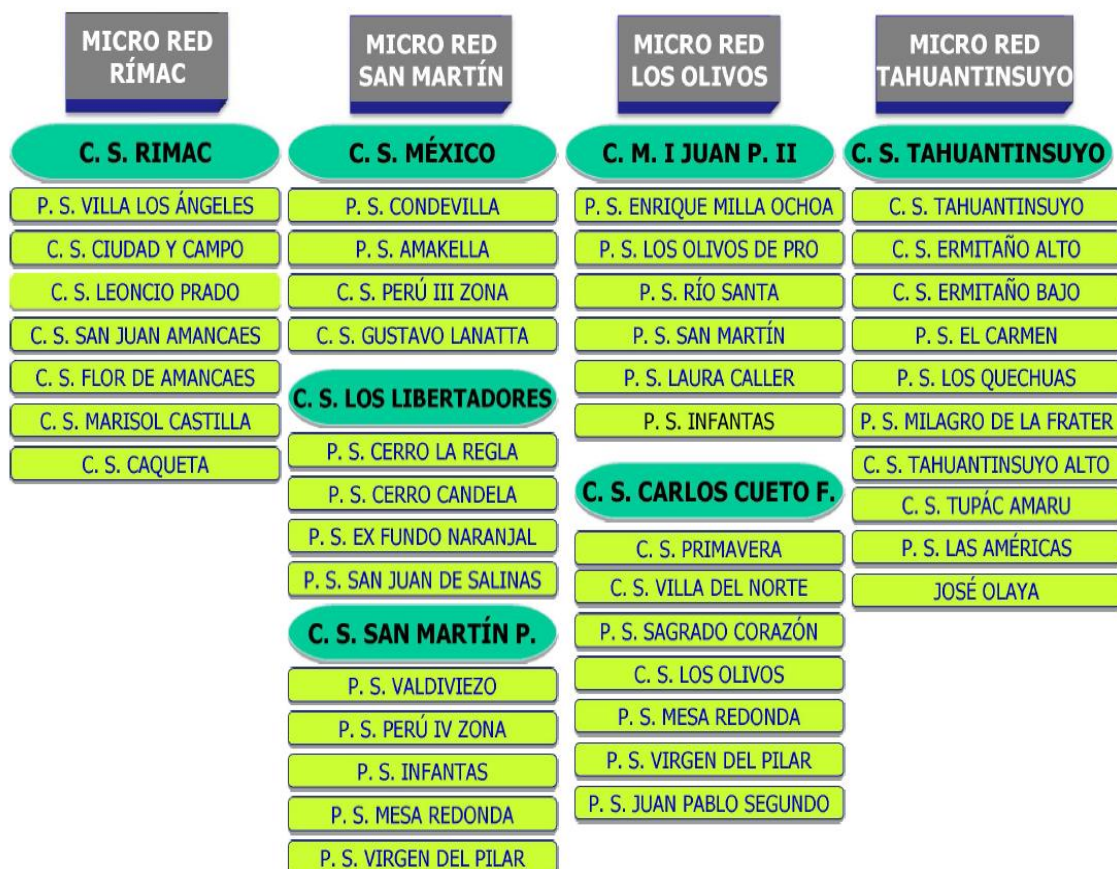 MICRO RED
RÍMAC
C. S. RIMAC
P. S. VILLA LOS ÁNGELES
C. S. CIUDAD Y CAMPO
C. S. LEONCIO PRADO
C. S. SAN JUAN AMANCAES
C. S. FLOR DE AMANCAES
C. S. MARISOL CASTILLA
C. S. CAQUETA
MICRO RED
SAN MARTÍN
C. S. MÉXICO
P. S. CONDEVILLA
P. S. AMAKELLA
C. S. PERÚ III ZONA
C. S. GUSTAVO LANATTA
C. S. LOS LIBERTADORES
P. S. CERRO LA REGLA
P. S. CERRO CANDELA
P. S. EX FUNDO NARANJAL
P. S. SAN JUAN DE SALINAS
C. S. SAN MARTÍN P.
P. S. VALDIVIEZO
P. S. PERÚ IV ZONA
P. S. INFANTAS
P. S. MESA REDONDA
P. S. VIRGEN DEL PILAR
MICRO RED
LOS OLIVOS
C. M. I JUAN P. II
P. S. ENRIQUE MILLA OCHOA
P. S. LOS OLIVOS DE PRO
P. S. RÍO SANTA
P. S. SAN MARTÍN
P. S. LAURA CALLER
P. S. INFANTAS
C. S. CARLOS CUETO F.
C. S. PRIMAVERA
C. S. VILLA DEL NORTE
P. S. SAGRADO CORAZÓN
C. S. LOS OLIVOS
P. S. MESA REDONDA
P. S. VIRGEN DEL PILAR
P. S. JUAN PABLO SEGUNDO
MICRO RED
TAHUANTINSUYO
C. S. TAHUANTINSUYO
C. S. TAHUANTINSUYO
C. S. ERMITAÑO ALTO
C. S. ERMITAÑO BAJO
P. S. EL CARMEN
P. S. LOS QUECHUAS
P. S. MILAGRO DE LA FRATER
C. S. TAHUANTINSUYO ALTO
C. S. TUPÁC AMARU
P. S. LAS AMÉRICAS
JOSÉ OLAYA